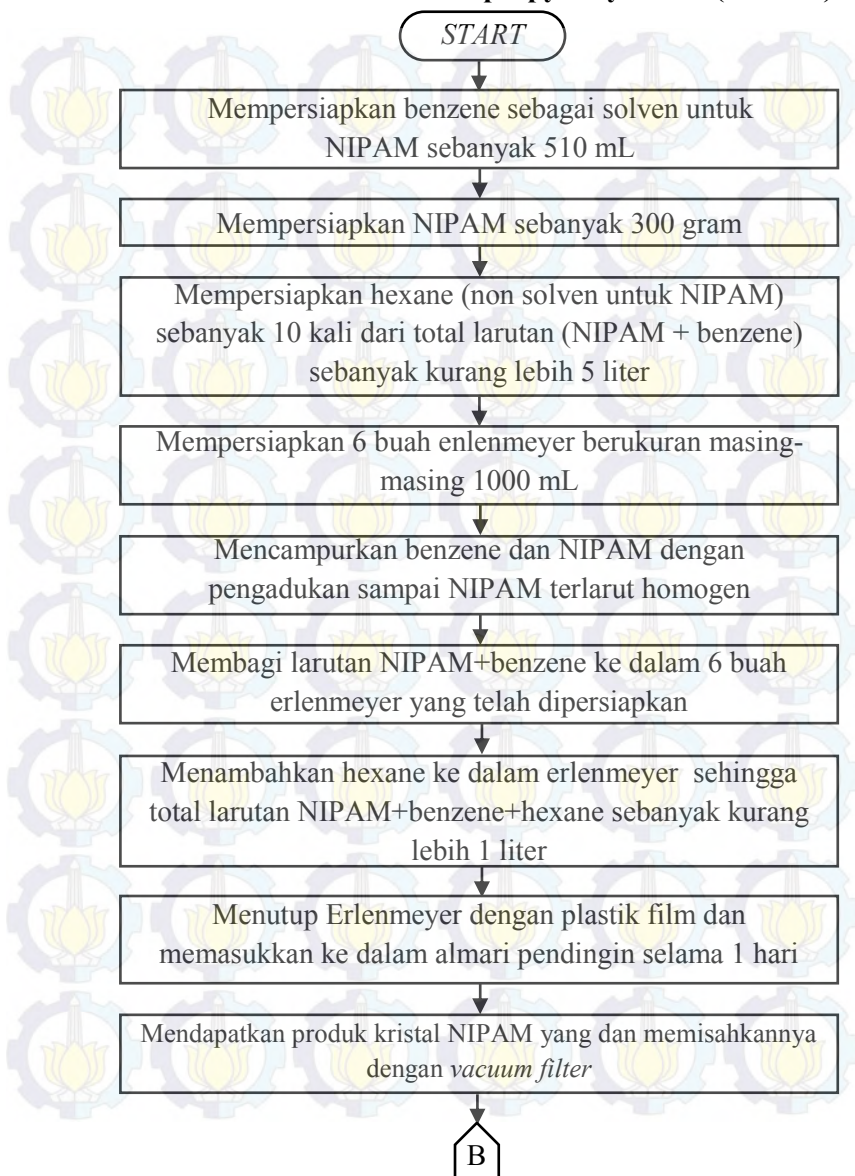 START
Mempersiapkan benzene sebagai solven untuk
NIPAM sebanyak 510 mL
Mempersiapkan NIPAM sebanyak 300 gram
Mempersiapkan hexane (non solven untuk NIPAM)
sebanyak 10 kali dari total larutan (NIPAM + benzene)
sebanyak kurang lebih 5 liter
Mempersiapkan 6 buah enlenmeyer berukuran masing-
masing 1000 mL
Mencampurkan benzene dan NIPAM dengan
pengadukan sampai NIPAM terlarut homogen
Membagi larutan NIPAM+benzene ke dalam 6 buah
erlenmeyer yang telah dipersiapkan
Menambahkan hexane ke dalam erlenmeyer sehingga
total larutan NIPAM+benzene+hexane sebanyak kurang
lebih 1 liter
Menutup Erlenmeyer dengan plastik film dan
memasukkan ke dalam almari pendingin selama 1 hari
Mendapatkan produk kristal NIPAM yang dan memisahkannya
dengan vacuum filter
B